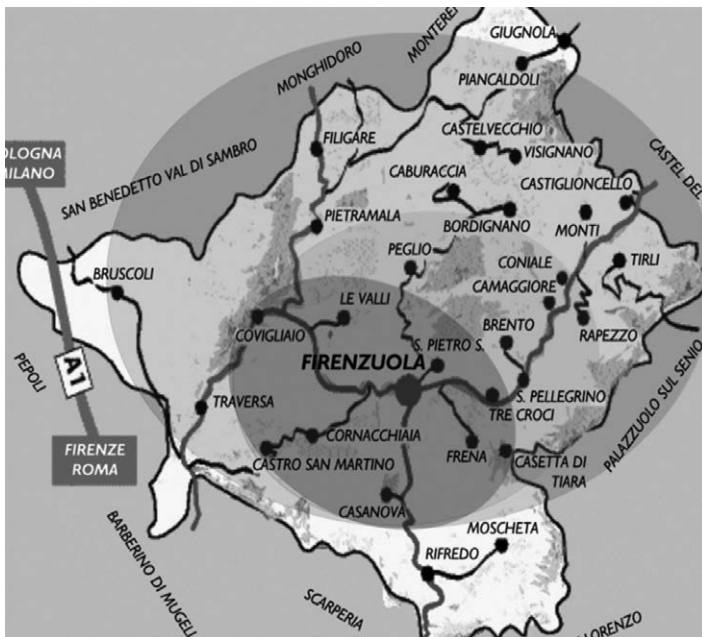 GIUGNOLA
PIANCALDOLI
MONGHIDORO
CASTELVECCHIO
FILIGARE
VISIGNANO
OLOGNA
MILANO
SAN BENEDETTO VAL DI SAMBRO
CABURACCIA
CASTIGLIONCELLO
CASTEL DEL
PIETRAMALA
BORDIGNANO
MONTI
PEGLIO
CONIALE
TIRLI
BRUSCOLI
CAMAGGIORE
LE VALLI
COVIGLIAIO
BRENTO
RAPEZZO
S. PIETRO S.
FIRENZUOLA
PEPOLI
A1
S. PELLEGRINO
TRE CROCI
PALAZZUOLO SUL SENIO
TRAVERSA
CORNACCHIAIA
FIRENZE
ROMA
CASTRO SAN MARTINO
FRENA
CASETTA DI
TIARA
CASANOVA
MOSCHETA
BARBERINO DI MUGELL
RIFREDO
SCARPERIA
LORENZO